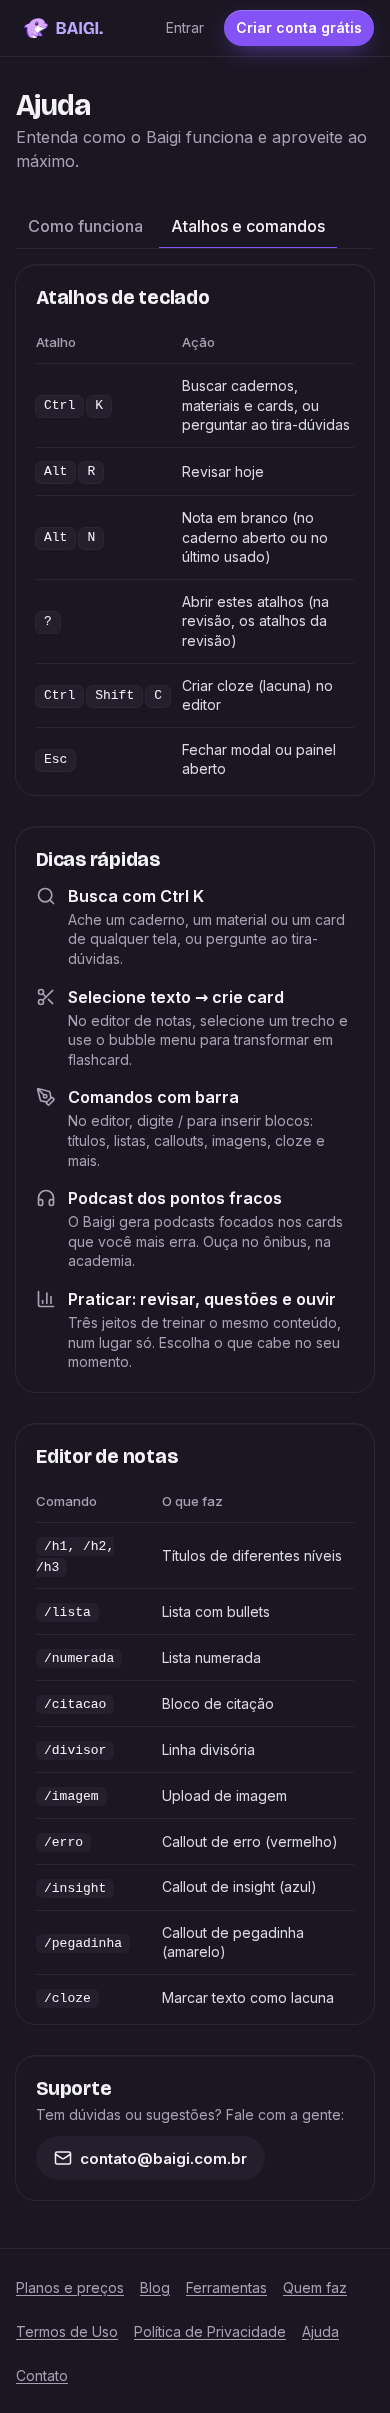 BAIGI. Entrar Criar conta grátis
Ajuda
Entenda como o Baigi funciona e aproveite ao
máximo.
Como funciona Atalhos e comandos
Atalhos de teclado
Atalho Ação
Ctrl K Buscar cadernos,
materiais e cards, ou
perguntar ao tira-dúvidas
Alt R Revisar hoje
Alt N Nota em branco (no
caderno aberto ou no
último usado)
? Abrir estes atalhos (na
revisão, os atalhos da
revisão)
Ctrl Shift C Criar cloze (lacuna) no
editor
Esc Fechar modal ou painel
aberto
Dicas rápidas
Busca com Ctrl K
Ache um caderno, um material ou um card
de qualquer tela, ou pergunte ao tira-
dúvidas.
Selecione texto → crie card
No editor de notas, selecione um trecho e
use o bubble menu para transformar em
flashcard.
Comandos com barra
No editor, digite / para inserir blocos:
títulos, listas, callouts, imagens, cloze e
mais.
Podcast dos pontos fracos
O Baigi gera podcasts focados nos cards
que você mais erra. Ouça no ônibus, na
academia.
Praticar: revisar, questões e ouvir
Três jeitos de treinar o mesmo conteúdo,
num lugar só. Escolha o que cabe no seu
momento.
Editor de notas
Comando O que faz
/h1, /h2,
/h3 Títulos de diferentes níveis
/lista Lista com bullets
/numerada Lista numerada
/citacao Bloco de citação
/divisor Linha divisória
/imagem Upload de imagem
/erro Callout de erro (vermelho)
/insight Callout de insight (azul)
/pegadinha Callout de pegadinha
(amarelo)
/cloze Marcar texto como lacuna
Suporte
Tem dúvidas ou sugestões? Fale com a gente:
contato@baigi.com.br
Planos e preços Blog Ferramentas Quem faz
Termos de Uso Política de Privacidade Ajuda
Contato